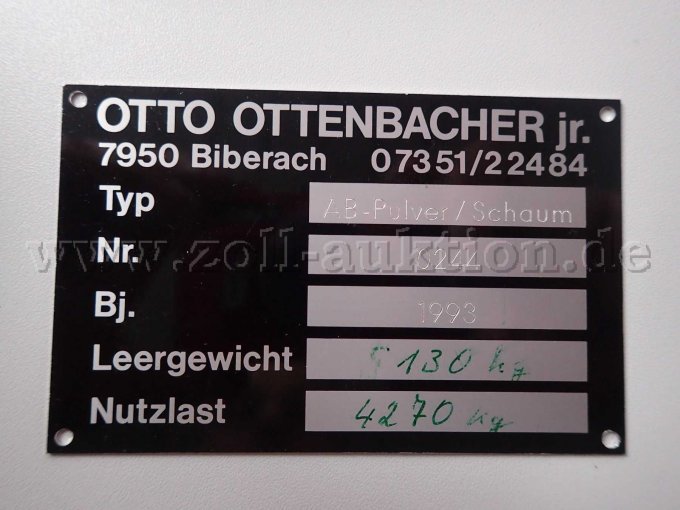 OTTO OTTENBACHER jr.
7950 Biberach 07351/22484
Typ AB-Pulver/Schaum
www.zoll-auktion.de
Nr. 6244
Bj. 1993
Leergewicht 130 kg
Nutzlast 4270 kg